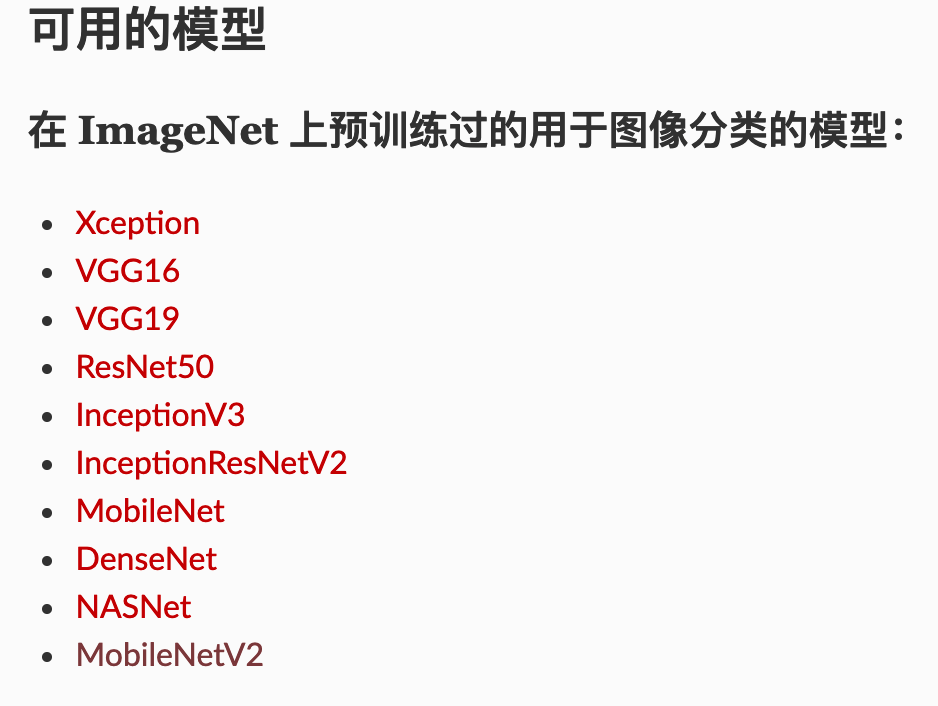 可用的模型
在 ImageNet 上预训练过的用于图像分类的模型：
Xception
VGG16
VGG19
ResNet50
InceptionV3
InceptionResNetV2
MobileNet
DenseNet
NASNet
MobileNetV2